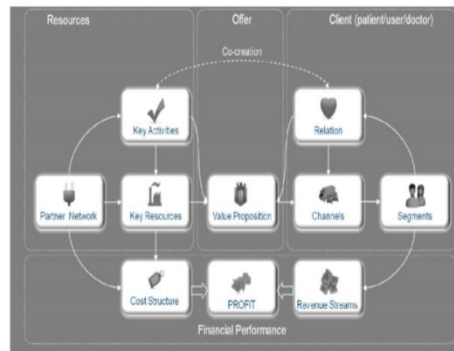 Resources
Offer
Client (patient/user/doctor)
Co-creation
Key Activities
Relation
Partner Network
Key Resources
Value Proposition
Channels
Segments
Cost Structure
PROFIT
Revenue Streams
Financial Performance